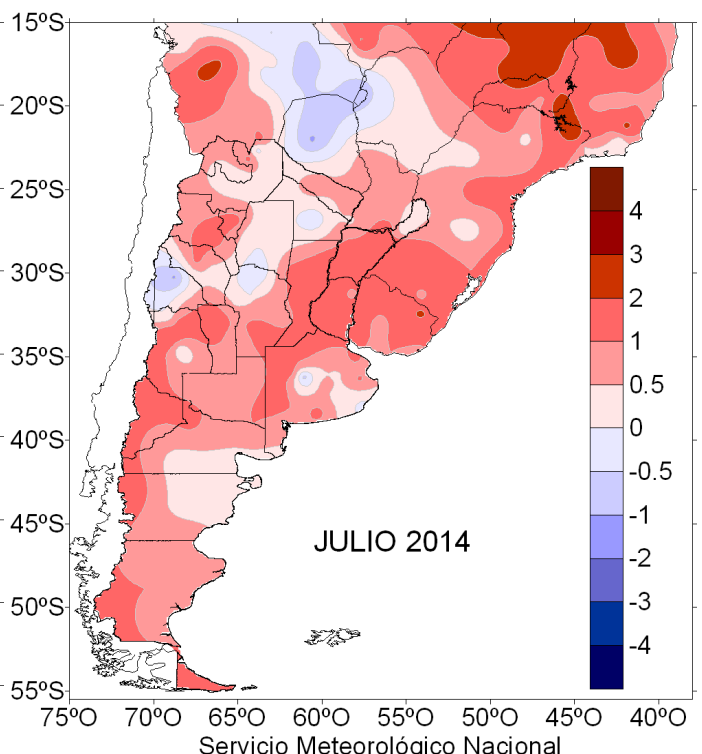 15ºS
20ºS
25ºS
30ºS
35ºS
40ºS
45ºS
50ºS
55ºS
4
3
2
1
0.5
0
-0.5
-1
-2
-3
-4
JULIO 2014
75ºO 70ºO 65ºO 60ºO 55ºO 50ºO 45ºO 40ºO
Servicio Meteorológico Nacional